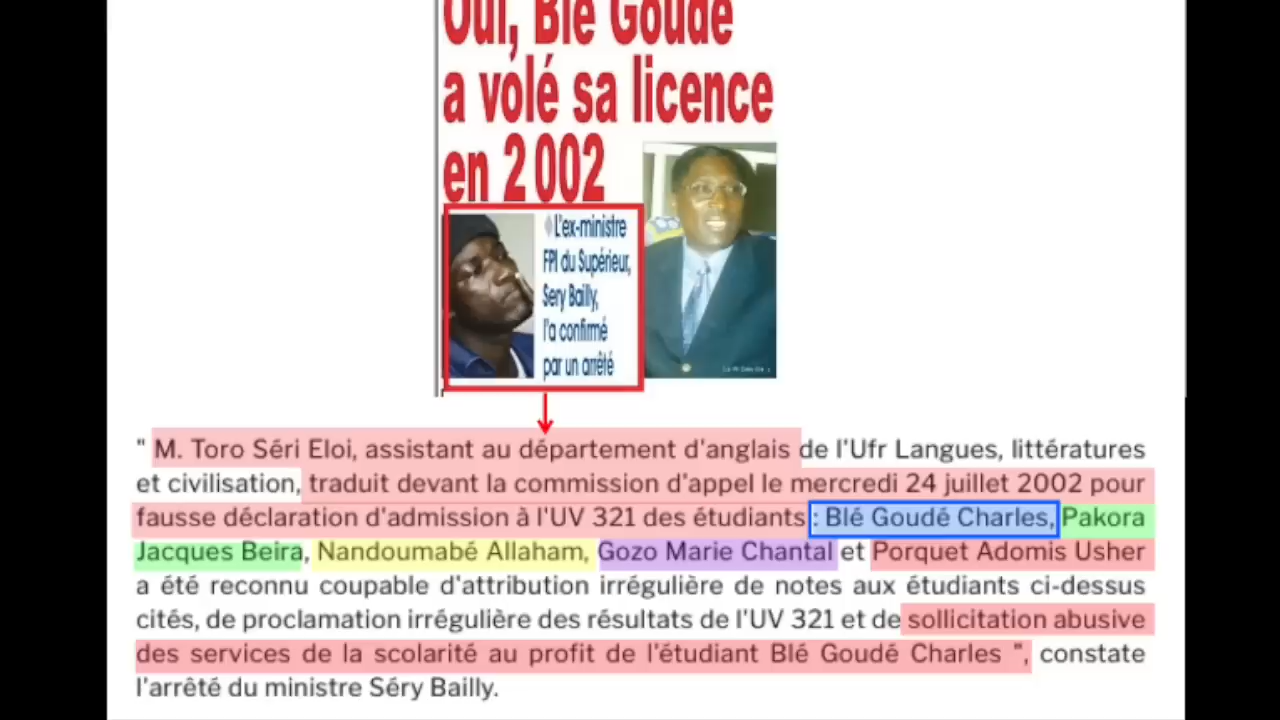 Oui, Blé Goudé
a volé sa licence
en 2 002
L'ex-ministre
FPI du Supérieur,
Sery Bailly,
l'a confirmé
par un arrêté
" M. Toro Séri Eloi, assistant au département d'anglais de l'Ufr Langues, littératures
et civilisation, traduit devant la commission d'appel le mercredi 24 juillet 2002 pour
fausse déclaration d'admission à l'UV 321 des étudiants : Blé Goudé Charles, Pakora
Jacques Beira, Nandoumabé Allaham, Gozo Marie Chantal et Porquet Adomis Usher
a été reconnu coupable d'attribution irrégulière de notes aux étudiants ci-dessus
cités, de proclamation irrégulière des résultats de l'UV 321 et de sollicitation abusive
des services de la scolarité au profit de l'étudiant Blé Goudé Charles ", constate
l'arrêté du ministre Séry Bailly.